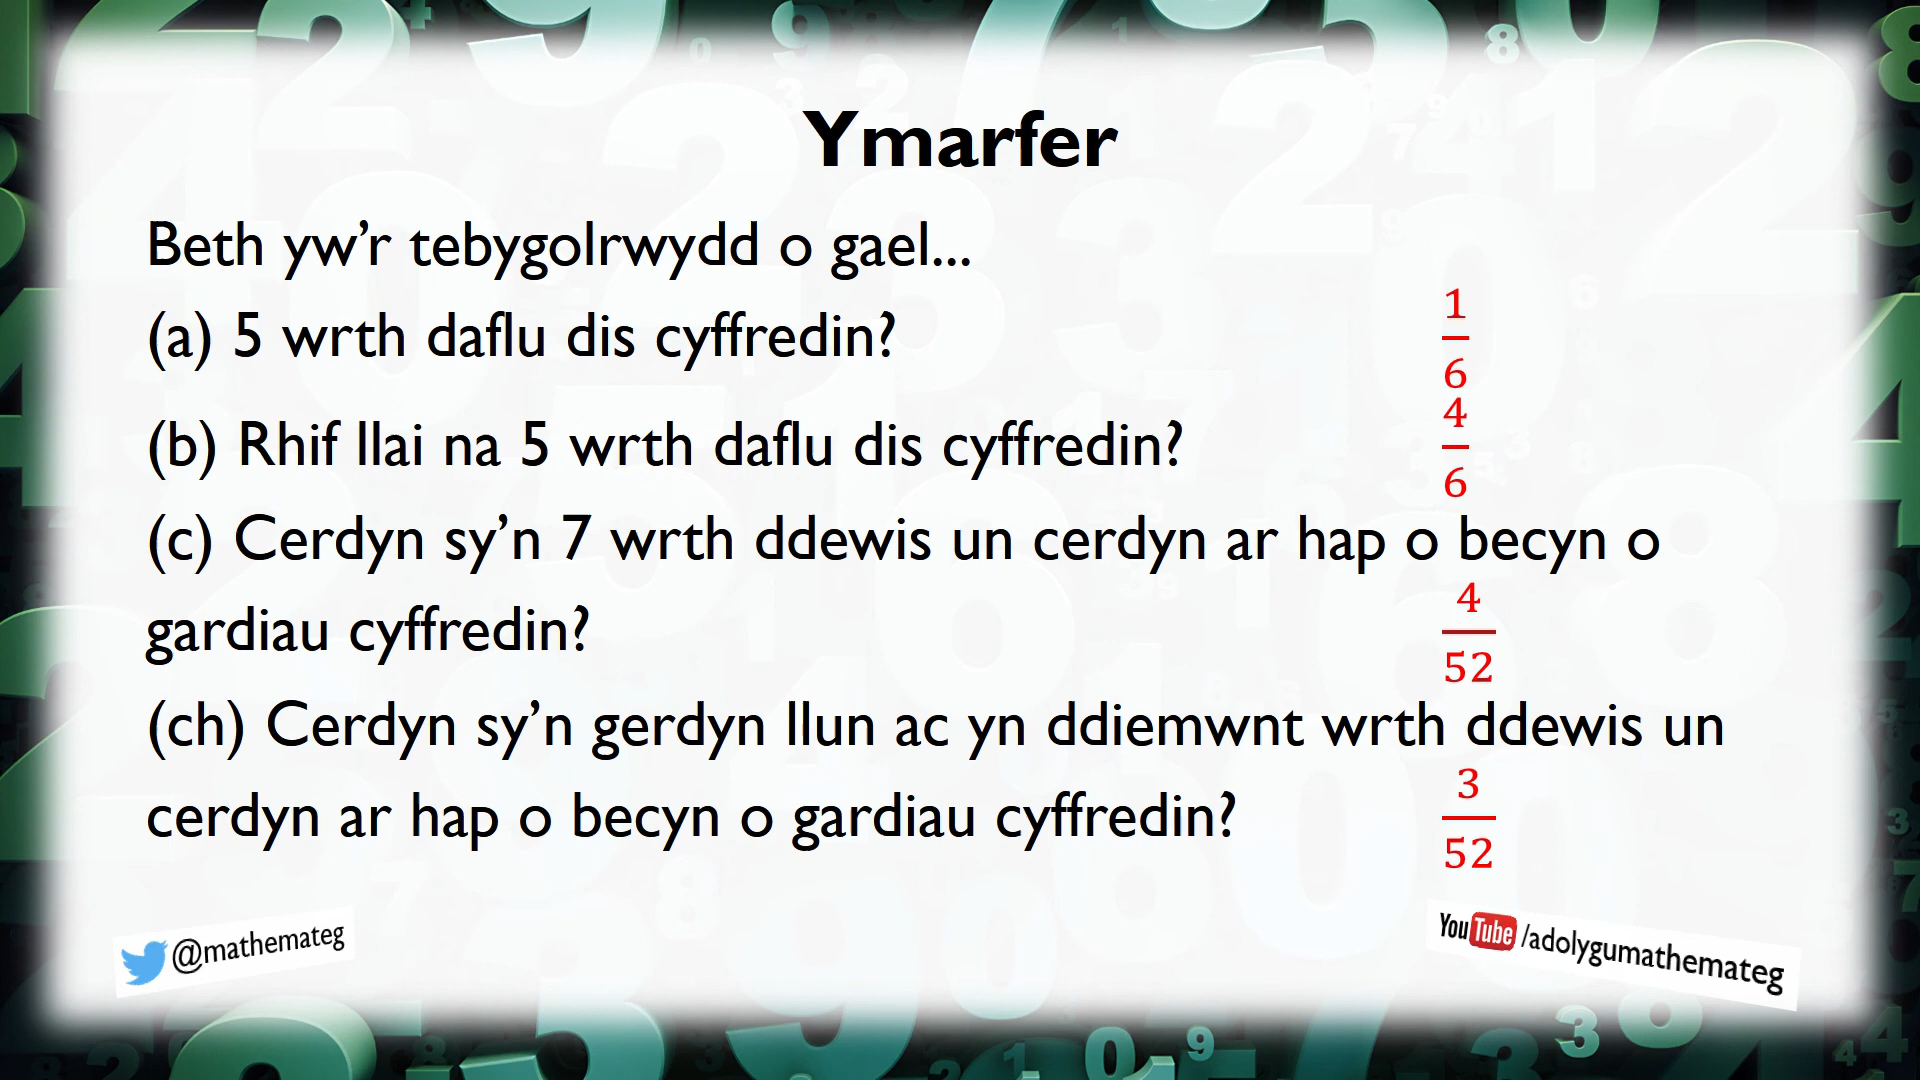 Ymarfer
Beth yw’r tebygolrwydd o gael...
(a) 5 wrth daflu dis cyffredin? 1/6
(b) Rhif llai na 5 wrth daflu dis cyffredin? 4/6
(c) Cerdyn sy’n 7 wrth ddewis un cerdyn ar hap o becyn o
gardiau cyffredin? 4/52
(ch) Cerdyn sy’n gerdyn llun ac yn ddiemwnt wrth ddewis un
cerdyn ar hap o becyn o gardiau cyffredin? 3/52
@mathemateg
YouTube /adolygumathemateg